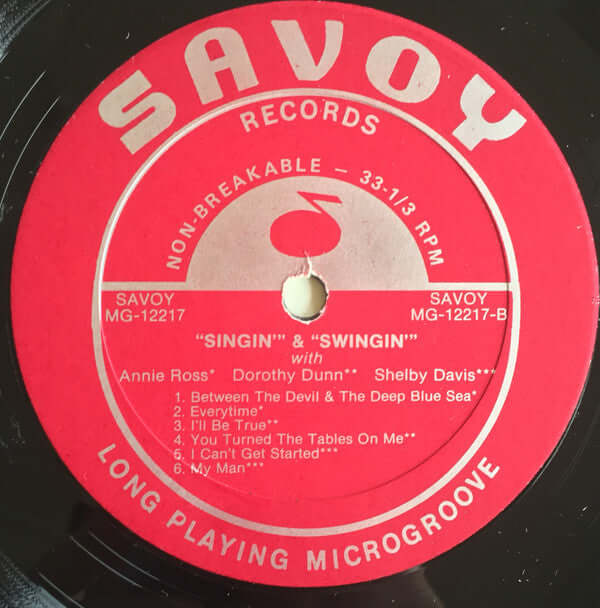 SAVOY
RECORDS
NON-BREAKABLE — 33-1/3 RPM
SAVOY
MG-12217
SAVOY
MG-12217-B
“SINGIN’” & “SWINGIN’”
with
Annie Ross* Dorothy Dunn** Shelby Davis***
1. Between The Devil & The Deep Blue Sea*
2. Everytime*
3. I'll Be True**
4. You Turned The Tables On Me**
5. I Can't Get Started***
6. My Man***
LONG PLAYING MICROGROOVE